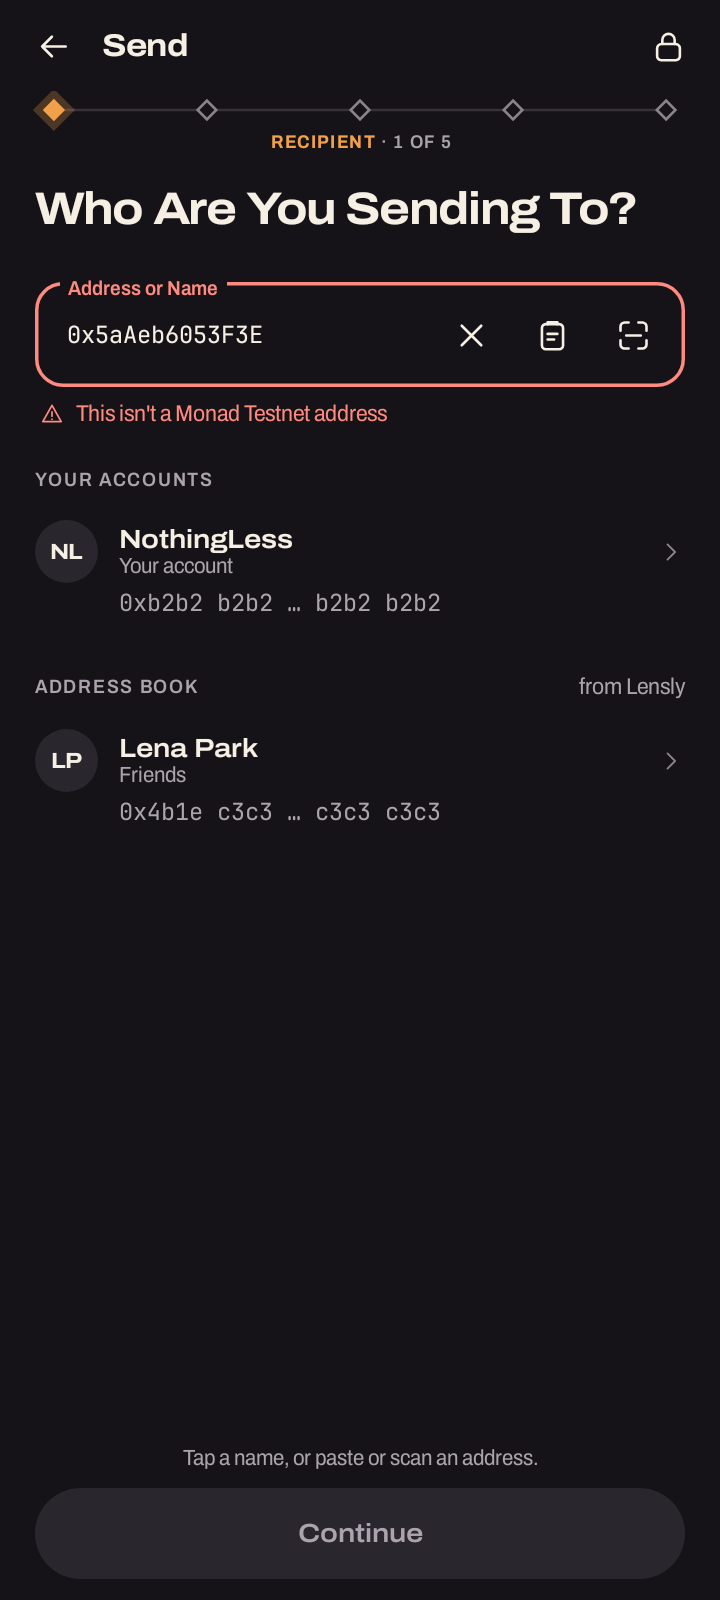 Send
RECIPIENT · 1 OF 5
Who Are You Sending To?
Address or Name
0x5aAeb6053F3E
This isn't a Monad Testnet address
YOUR ACCOUNTS
NL
NothingLess
Your account
0xb2b2 b2b2 … b2b2 b2b2
ADDRESS BOOK
from Lensly
LP
Lena Park
Friends
0x4b1e c3c3 … c3c3 c3c3
Tap a name, or paste or scan an address.
Continue